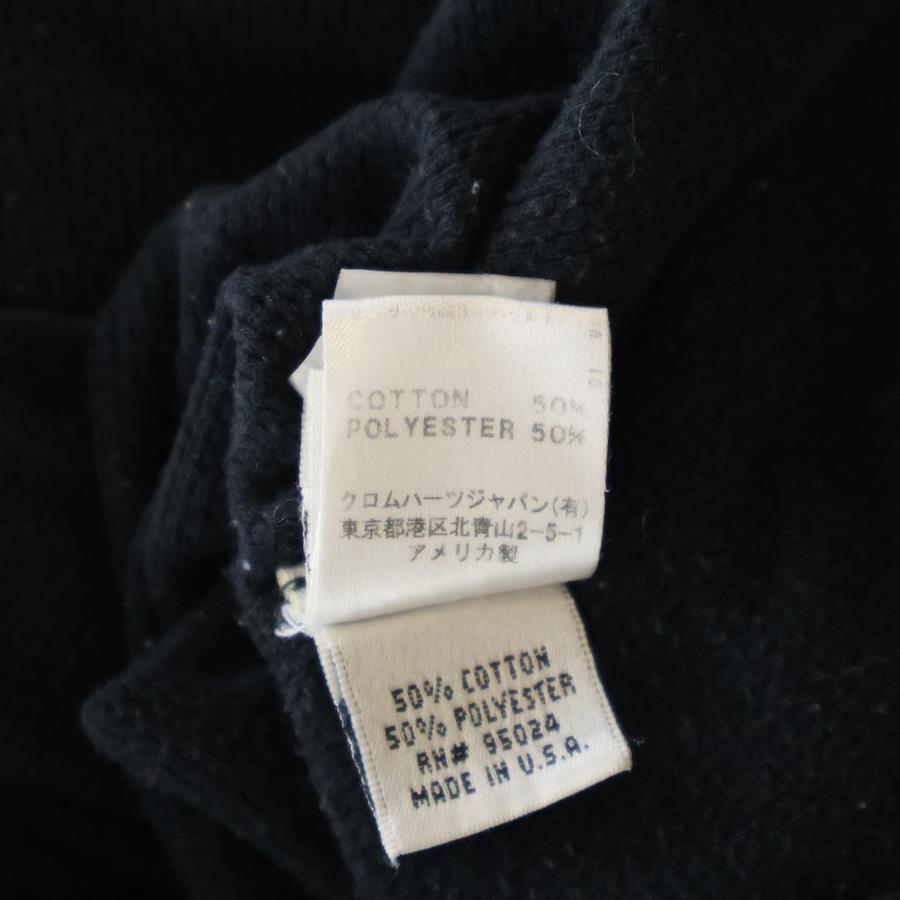 COTTON 50%
POLYESTER 50%
クロムハーツジャパン(有)
東京都港区北青山2-5-1
アメリカ製
50% COTTON
50% POLYESTER
RN# 95024
MADE IN U.S.A.